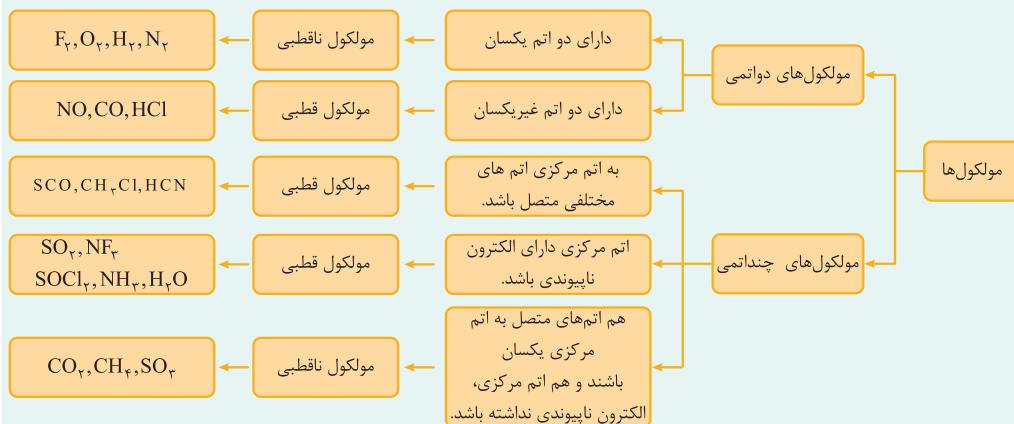 مولکول‌ها
مولکول‌های دواتمی
دارای دو اتم یکسان
مولکول ناقطبی
F۲,O۲,H۲,N۲
دارای دو اتم غیریکسان
مولکول قطبی
NO,CO,HCl
مولکول‌های چنداتمی
به اتم مرکزی اتم های
مختلفی متصل باشد.
مولکول قطبی
SCO,CH۳Cl,HCN
اتم مرکزی دارای الکترون
ناپیوندی باشد.
مولکول قطبی
SO۲,NF۳
SOCl۲,NH۳,H۲O
هم اتم‌های متصل به اتم
مرکزی یکسان
باشند و هم اتم مرکزی،
الکترون ناپیوندی نداشته باشد.
مولکول ناقطبی
CO۲,CH۴,SO۳